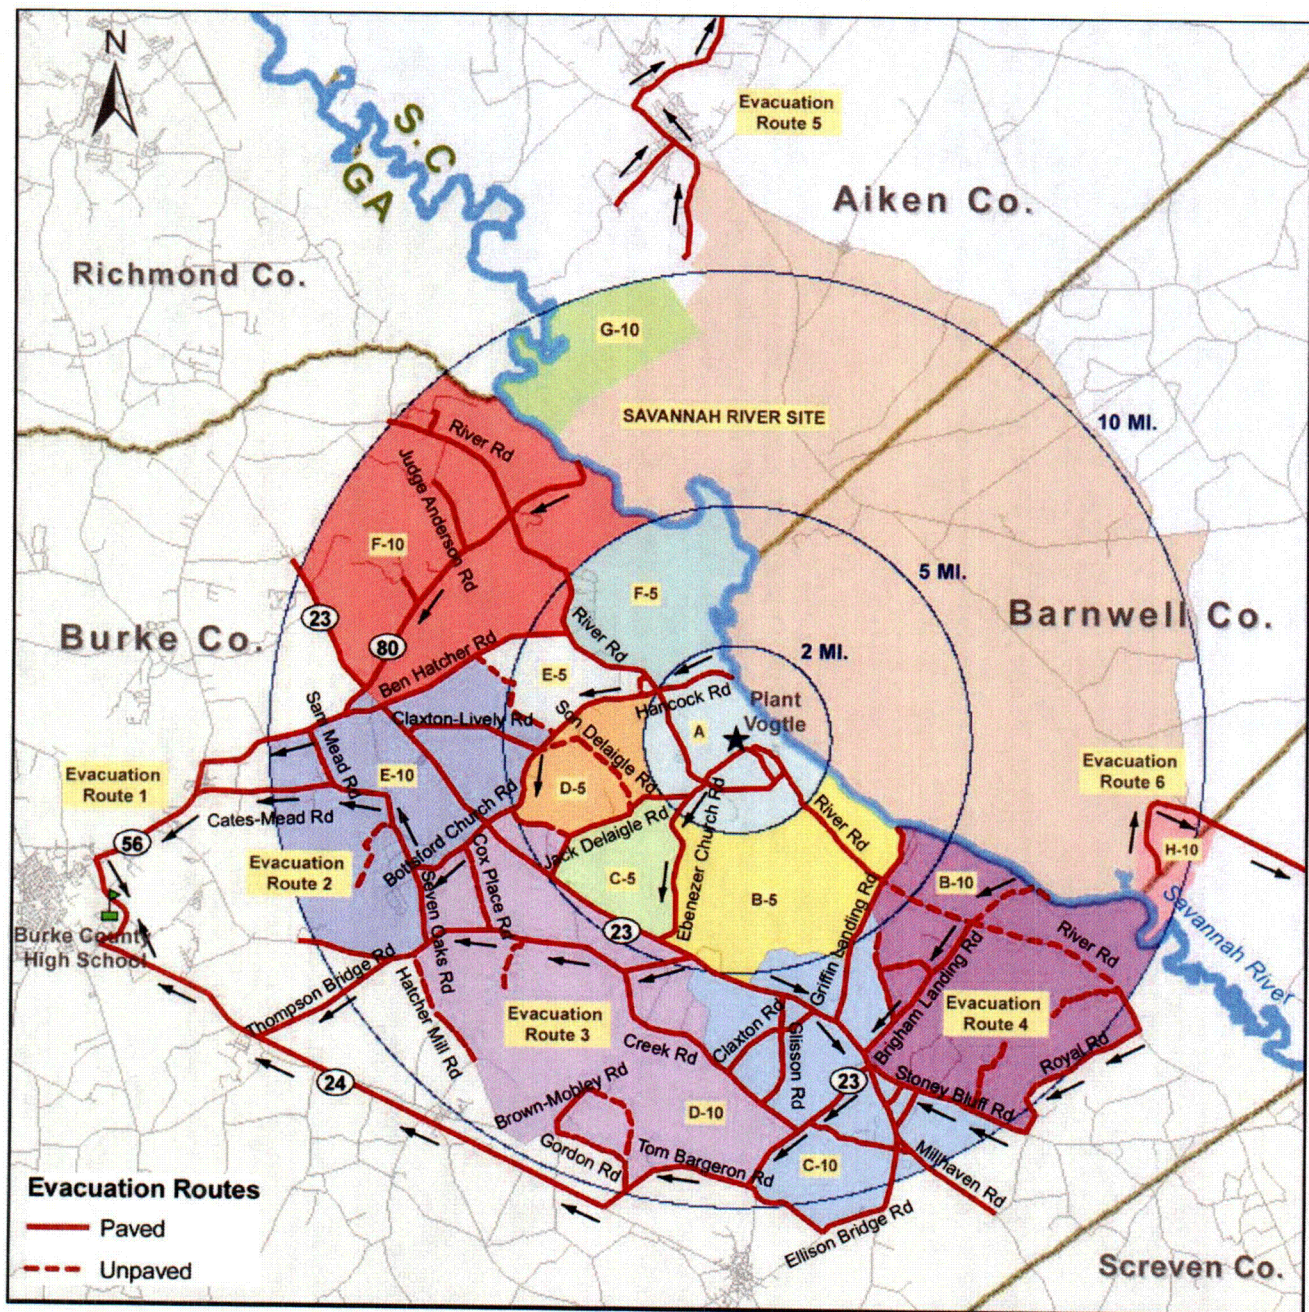 N
S.C
GA
Evacuation
Route 5
Aiken Co.
Richmond Co.
G-10
SAVANNAH RIVER SITE
10 MI.
River Rd
Judge Anderson Rd
F-10
5 MI.
F-5
23
Burke Co.
Barnwell Co.
80
Ben Hatcher Rd
River Rd
2 MI.
E-5
Hancock Rd
Plant
Vogtle
Sam Mead Rd
Claxton-Lively Rd
Son Delaigle Rd
A
Evacuation
Route 1
E-10
D-5
Evacuation
Route 6
Cates-Mead Rd
Bottsford Church Rd
Jack Delaigle Rd
Ebenezer Church Rd
River Rd
56
Cox Place Rd
H-10
Evacuation
Route 2
Seven Oaks Rd
C-5
B-5
Griffin Landing Rd
B-10
Savannah River
Burke County
High School
23
River Rd
Thompson Bridge Rd
Hatcher Mill Rd
Evacuation
Route 3
Claxton Rd
Glisson Rd
Brigham Landing Rd
Evacuation
Route 4
Creek Rd
Royal Rd
24
23
Stoney Bluff Rd
Brown-Mobley Rd
D-10
Gordon Rd
Tom Bargeron Rd
C-10
Millhaven Rd
Ellison Bridge Rd
Evacuation Routes
Paved
Unpaved
Screven Co.